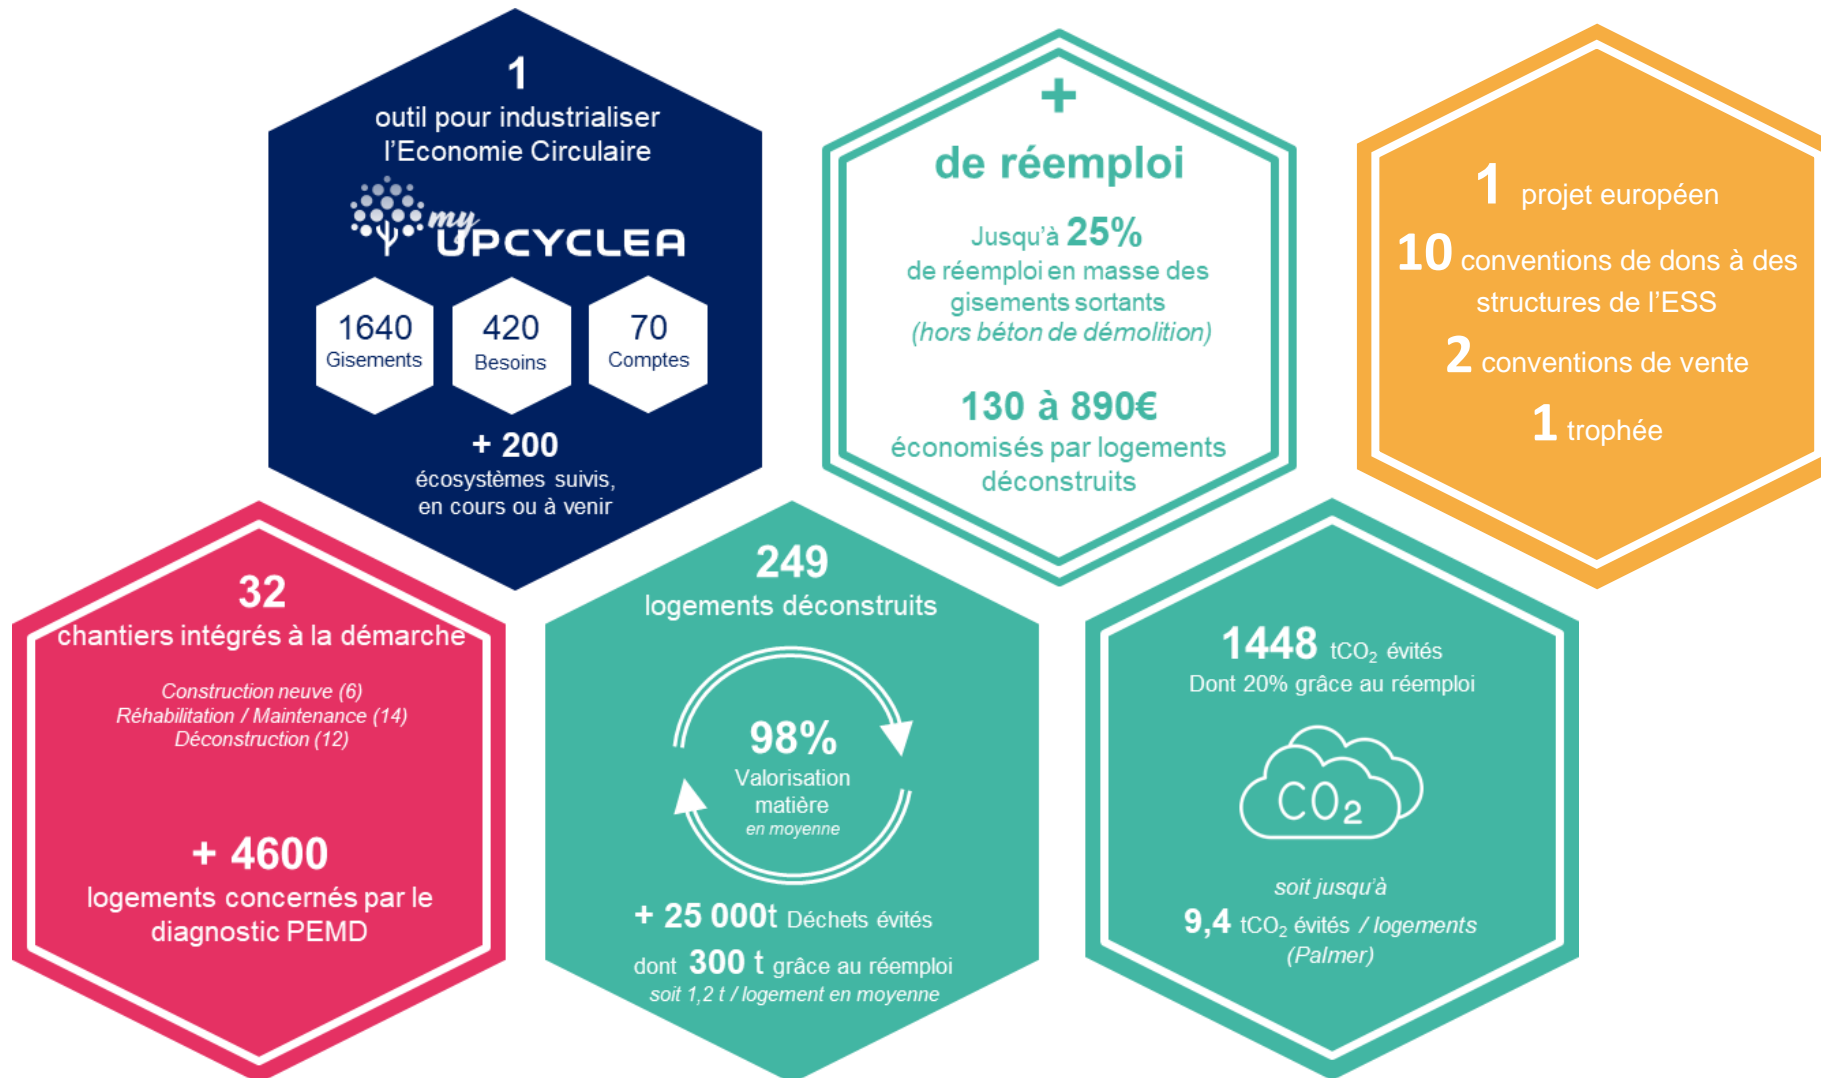 1
outil pour industrialiser
l’Economie Circulaire
my
UPCYCLEA
1640
Gisements
420
Besoins
70
Comptes
+ 200
écosystèmes suivis,
en cours ou à venir
+
de réemploi
Jusqu’à 25%
de réemploi en masse des
gisements sortants
(hors béton de démolition)
130 à 890€
économisés par logements
déconstruits
1 projet européen
10 conventions de dons à des
structures de l’ESS
2 conventions de vente
1 trophée
32
chantiers intégrés à la démarche
Construction neuve (6)
Réhabilitation / Maintenance (14)
Déconstruction (12)
+ 4600
logements concernés par le
diagnostic PEMD
249
logements déconstruits
98%
Valorisation
matière
en moyenne
+ 25 000t Déchets évités
dont 300 t grâce au réemploi
soit 1,2 t / logement en moyenne
1448 tCO₂ évités
Dont 20% grâce au réemploi
CO₂
soit jusqu’à
9,4 tCO₂ évités / logements
(Palmer)